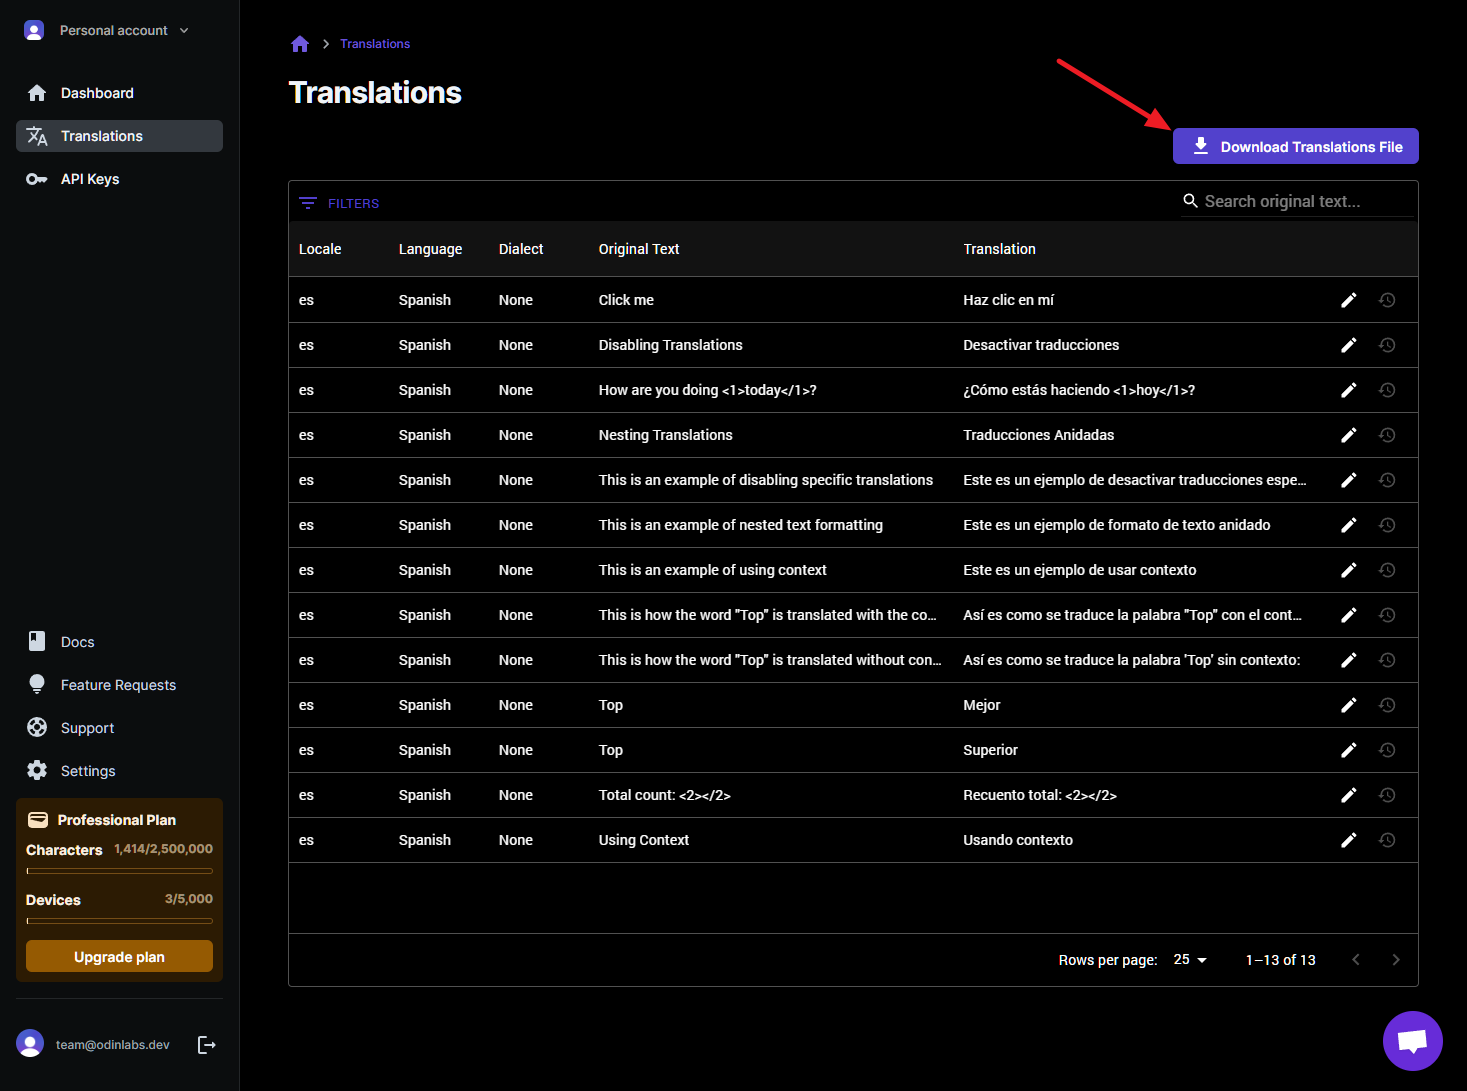 Personal account
Dashboard
Translations
API Keys
Docs
Feature Requests
Support
Settings
Professional Plan
Characters 1,414/2,500,000
Devices 3/5,000
Upgrade plan
team@odinlabs.dev
Translations
Translations
Download Translations File
FILTERS Search original text...
Locale Language Dialect Original Text Translation
es Spanish None Click me Haz clic en mí
es Spanish None Disabling Translations Desactivar traducciones
es Spanish None How are you doing <1>today</1>? ¿Cómo estás haciendo <1>hoy</1>?
es Spanish None Nesting Translations Traducciones Anidadas
es Spanish None This is an example of disabling specific translations Este es un ejemplo de desactivar traducciones espe...
es Spanish None This is an example of nested text formatting Este es un ejemplo de formato de texto anidado
es Spanish None This is an example of using context Este es un ejemplo de usar contexto
es Spanish None This is how the word "Top" is translated with the co... Así es como se traduce la palabra "Top" con el cont...
es Spanish None This is how the word "Top" is translated without con... Así es como se traduce la palabra 'Top' sin contexto:
es Spanish None Top Mejor
es Spanish None Top Superior
es Spanish None Total count: <2></2> Recuento total: <2></2>
es Spanish None Using Context Usando contexto
Rows per page: 25 1–13 of 13